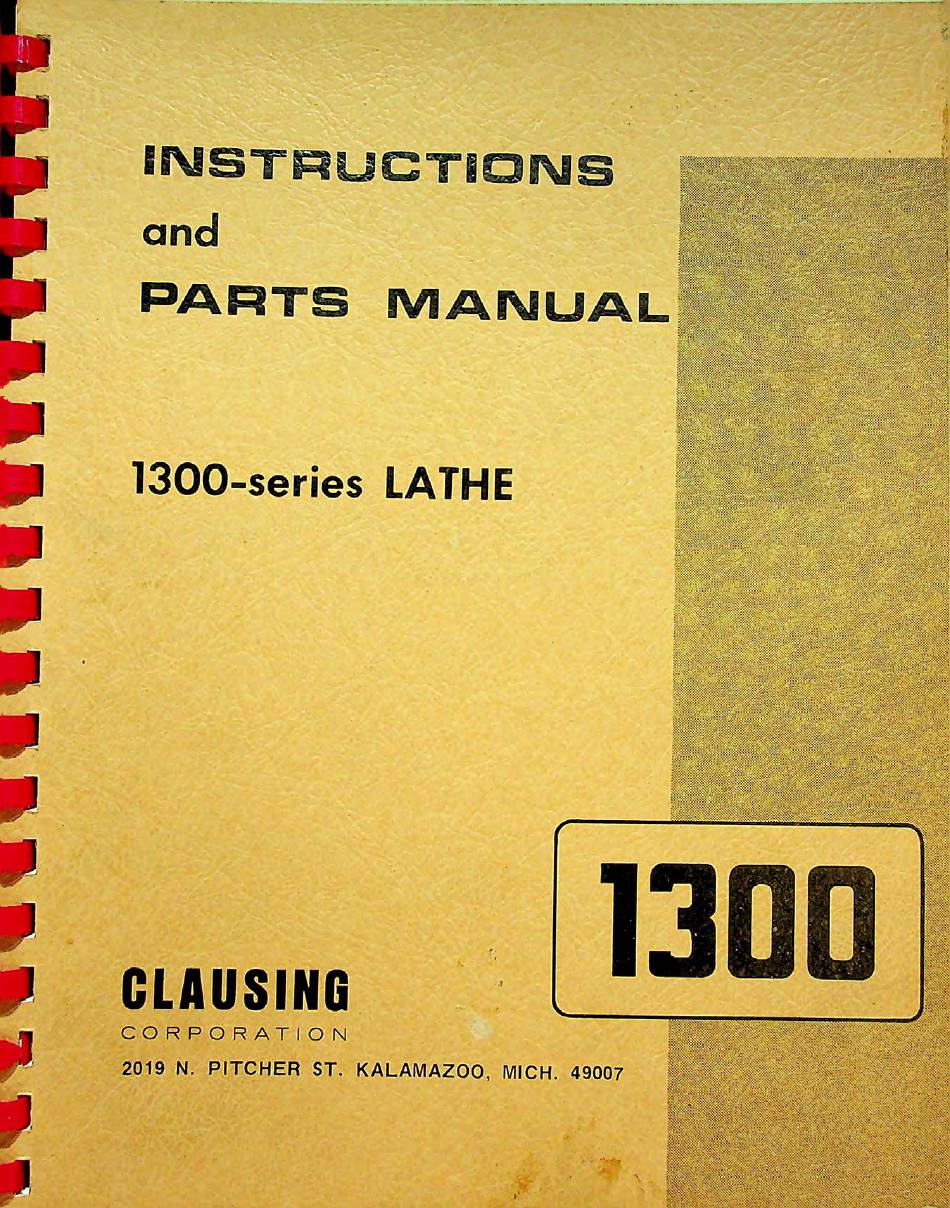 INSTRUCTIONS
and
PARTS MANUAL
1300-series LATHE
1300
CLAUSING
CORPORATION
2019 N. PITCHER ST. KALAMAZOO, MICH. 49007